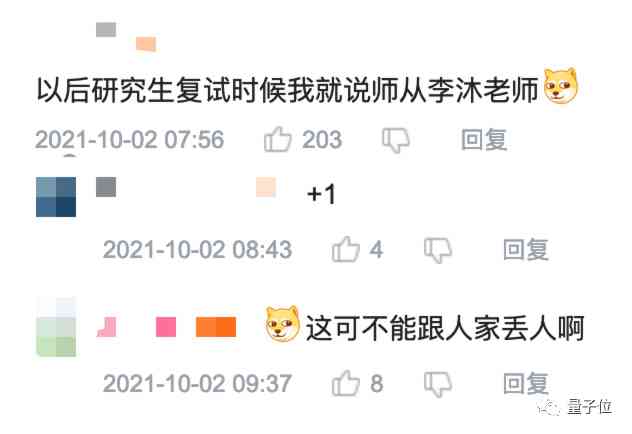 以后研究生复试时候我就说师从李沐老师
2021-10-02 07:56 203 回复
+1
2021-10-02 08:43 4 回复
这可不能跟人家丢人啊
2021-10-02 09:37 8 回复
量子位